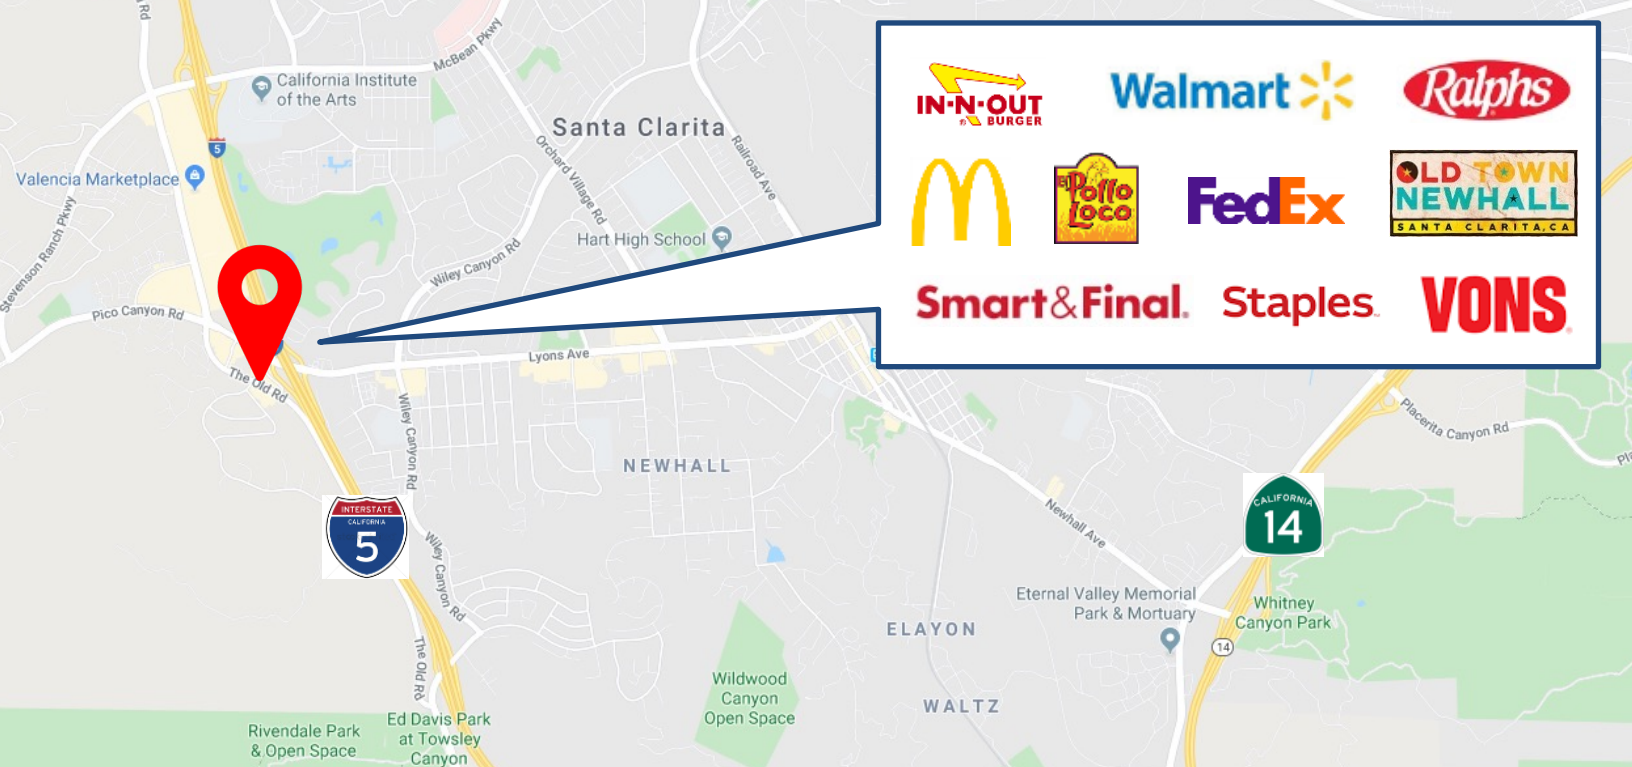 Rd
McBean Pkwy
California Institute
of the Arts
5
Santa Clarita
Orchard Village Rd
Railroad Ave
Valencia Marketplace
Stevenson Ranch Pkwy
Hart High School
Wiley Canyon Rd
Pico Canyon Rd
Lyons Ave
The Old Rd
Wiley Canyon Rd
NEWHALL
INTERSTATE
CALIFORNIA
5
Wiley Canyon Rd
The Old Rd
Rivendale Park
& Open Space
Ed Davis Park
at Towsley
Canyon
Wildwood
Canyon
Open Space
ELAYON
WALTZ
Newhall Ave
Eternal Valley Memorial
Park & Mortuary
14
Whitney
Canyon Park
CALIFORNIA
14
Placerita Canyon Rd
IN-N-OUT
BURGER
Walmart
Ralphs
El
Pollo
Loco
FedEx
OLD TOWN
NEWHALL
SANTA CLARITA, CA
Smart&Final.
Staples
VONS